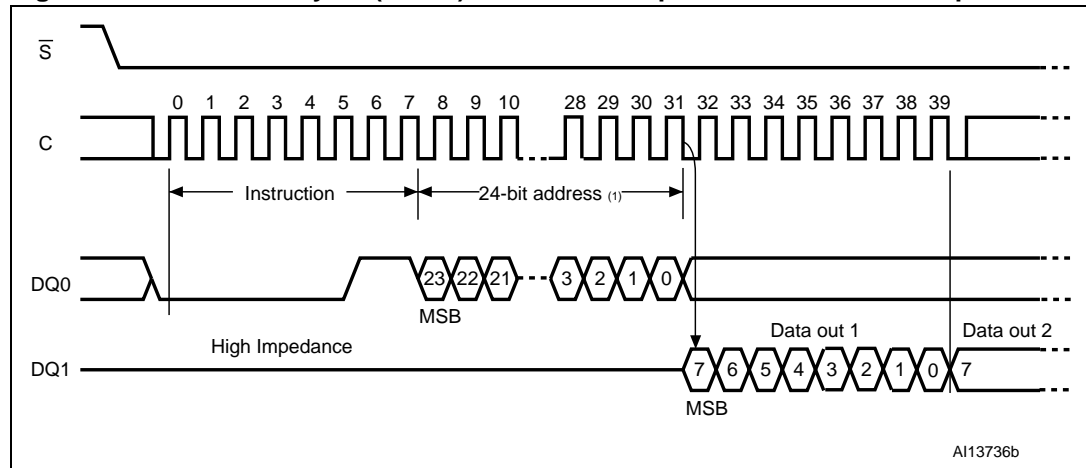 S
0 1 2 3 4 5 6 7 8 9 10 28 29 30 31 32 33 34 35 36 37 38 39
C
Instruction 24-bit address (1)
DQ0 23 22 21 3 2 1 0
MSB
High Impedance Data out 1 Data out 2
DQ1 7 6 5 4 3 2 1 0 7
MSB
AI13736b